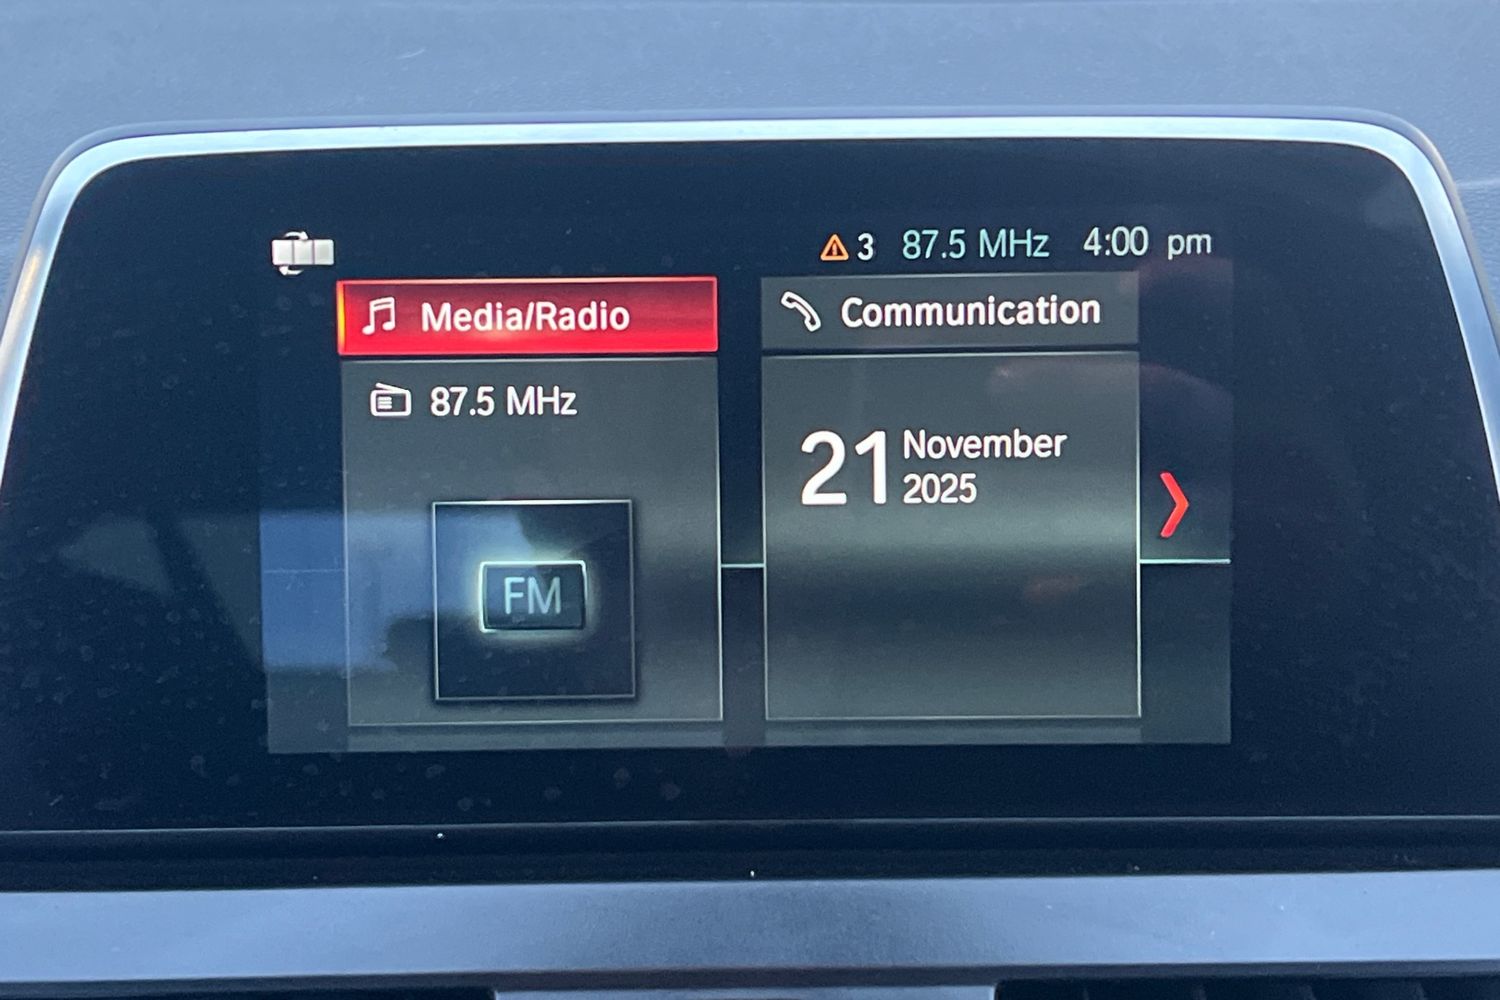 3 87.5 MHz 4:00 pm
Media/Radio
87.5 MHz
FM
Communication
21 November
2025